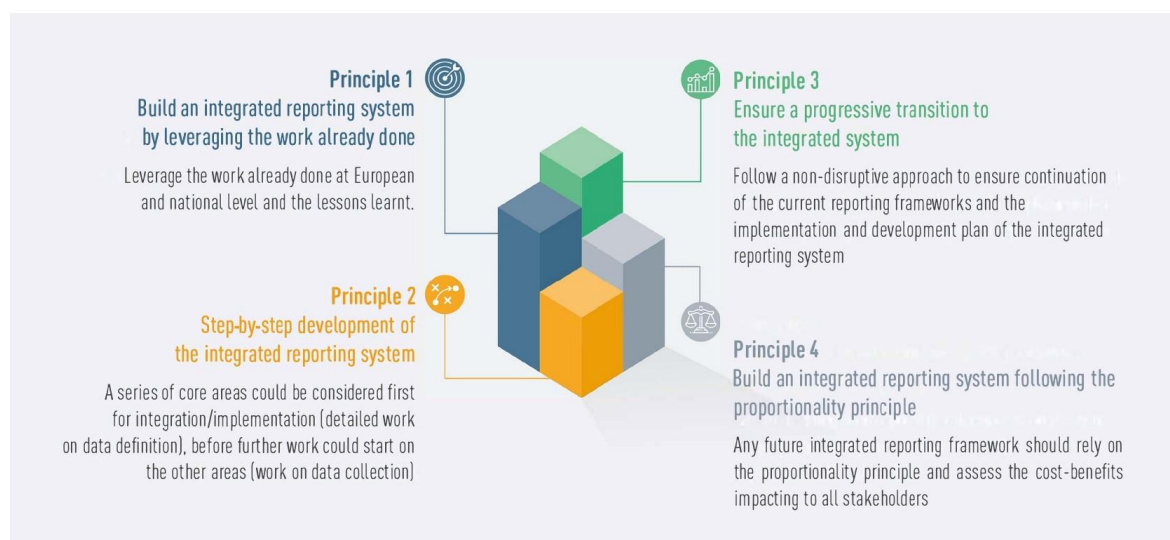 Principle 1
Build an integrated reporting system
by leveraging the work already done
Leverage the work already done at European
and national level and the lessons learnt.
Principle 2
Step-by-step development of
the integrated reporting system
A series of core areas could be considered first
for integration/implementation (detailed work
on data definition), before further work could start on
the other areas (work on data collection)
Principle 3
Ensure a progressive transition to
the integrated system
Follow a non-disruptive approach to ensure continuation
of the current reporting frameworks and the
implementation and development plan of the integrated
reporting system
Principle 4
Build an integrated reporting system following the
proportionality principle
Any future integrated reporting framework should rely on
the proportionality principle and assess the cost-benefits
impacting to all stakeholders